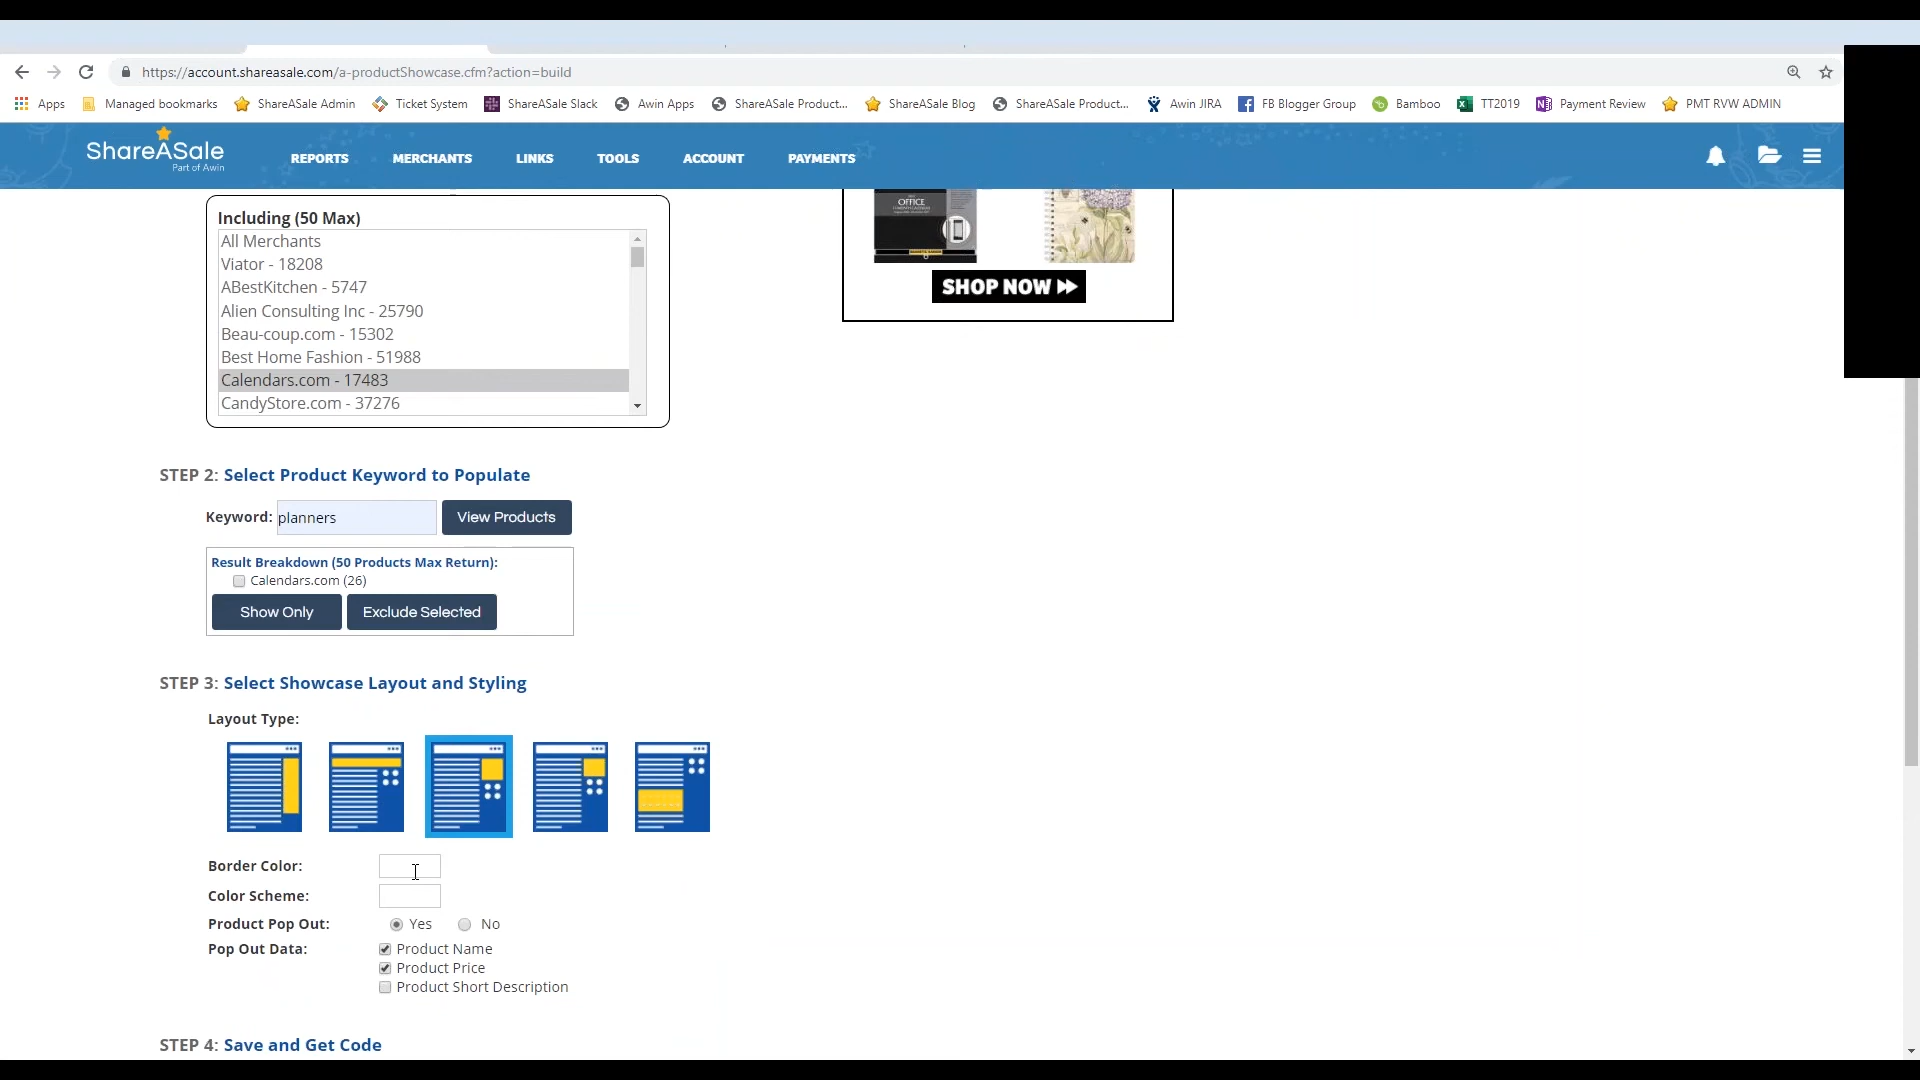 https://account.shareasale.com/a-productShowcase.cfm?action=build
Apps Managed bookmarks ShareASale Admin Ticket System ShareASale Slack Awin Apps ShareASale Product... ShareASale Blog ShareASale Product... Awin JIRA FB Blogger Group Bamboo TT2019 Payment Review PMT RVW ADMIN
ShareASale
Part of Awin
REPORTS MERCHANTS LINKS TOOLS ACCOUNT PAYMENTS
Including (50 Max)
All Merchants
Viator - 18208
ABestKitchen - 5747
Alien Consulting Inc - 25790
Beau-coup.com - 15302
Best Home Fashion - 51988
Calendars.com - 17483
CandyStore.com - 37276
OFFICE
SHOP NOW
STEP 2: Select Product Keyword to Populate
Keyword: planners View Products
Result Breakdown (50 Products Max Return):
Calendars.com (26)
Show Only Exclude Selected
STEP 3: Select Showcase Layout and Styling
Layout Type:
Border Color:
Color Scheme:
Product Pop Out: Yes No
Pop Out Data: Product Name
Product Price
Product Short Description
STEP 4: Save and Get Code